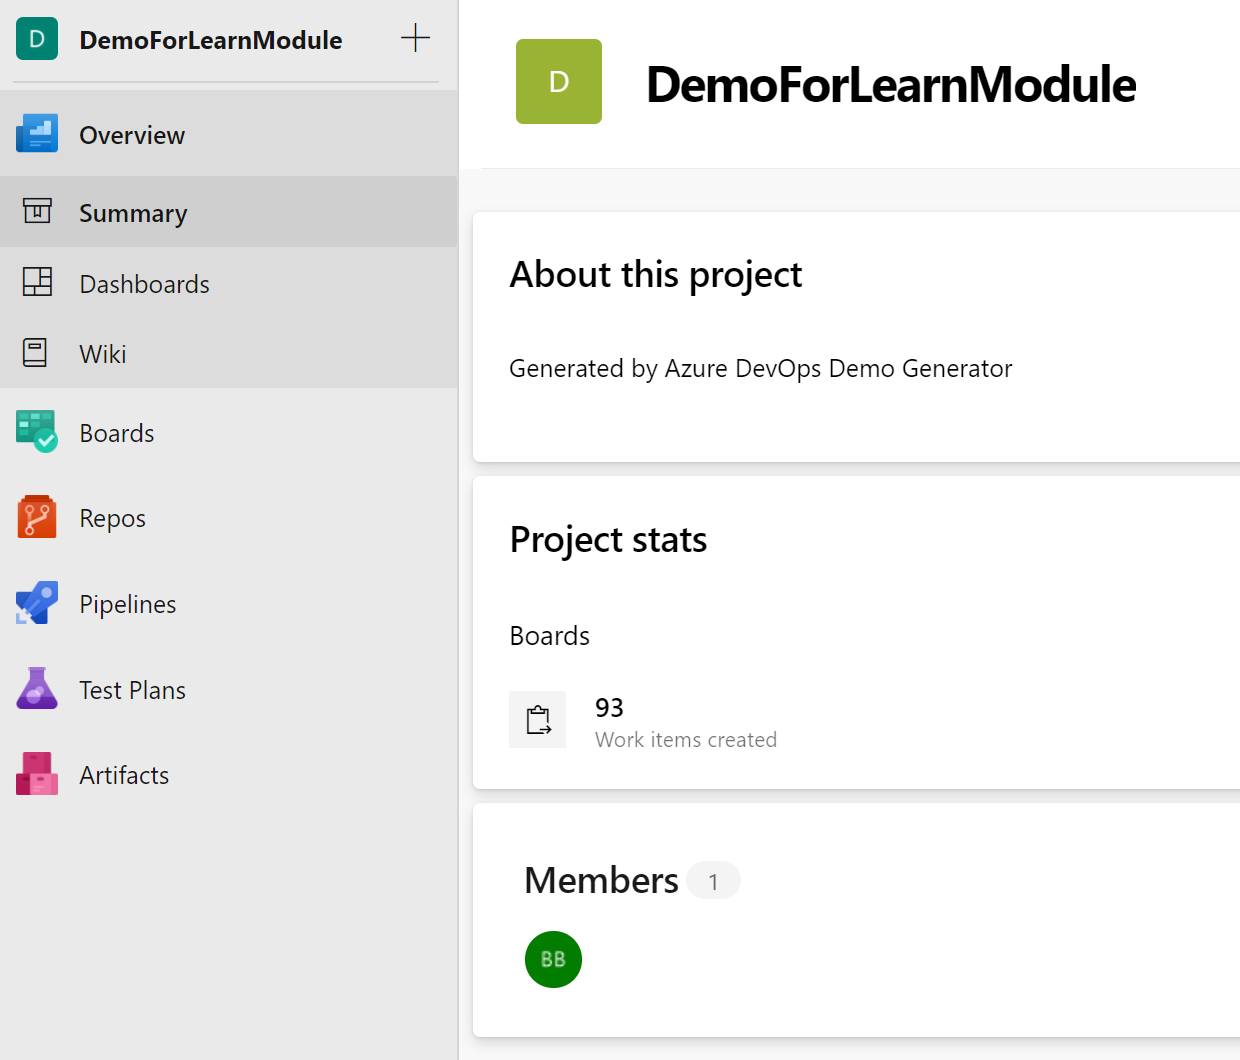 D DemoForLearnModule
Overview
Summary
Dashboards
Wiki
Boards
Repos
Pipelines
Test Plans
Artifacts
D DemoForLearnModule
About this project
Generated by Azure DevOps Demo Generator
Project stats
Boards
93
Work items created
Members 1
BB